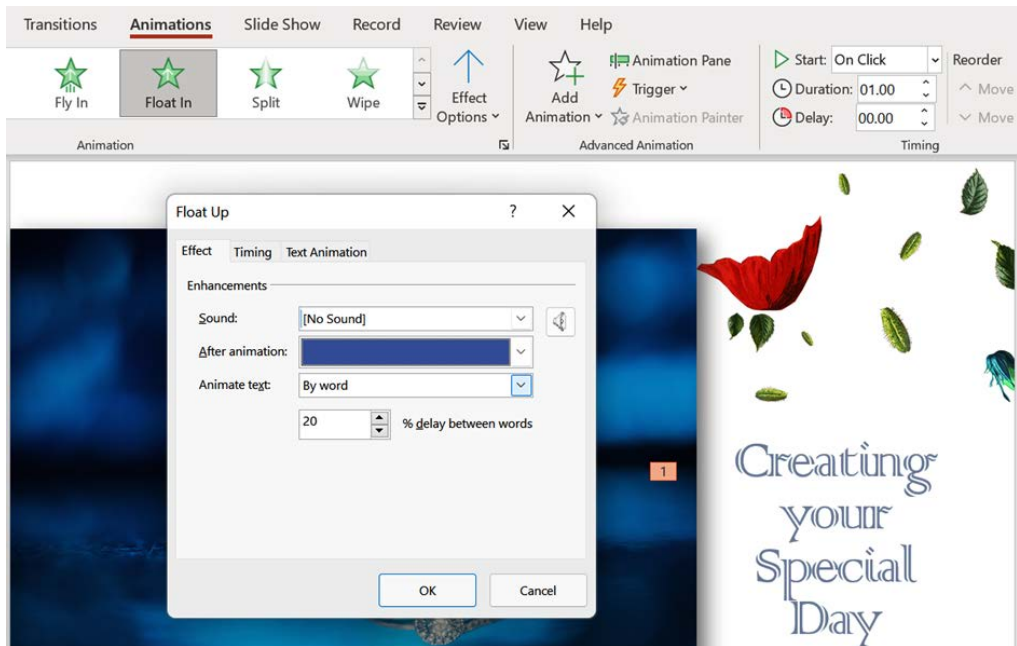 Transitions Animations Slide Show Record Review View Help
Fly In Float In Split Wipe
Effect Options
Add Animation
Animation Pane
Trigger
Animation Painter
Start: On Click
Duration: 01.00
Delay: 00.00
Reorder
Move
Move
Animation Advanced Animation Timing
Float Up ?
Effect Timing Text Animation
Enhancements
Sound: [No Sound]
After animation:
Animate text: By word
20 % delay between words
OK Cancel
1
Creating
your
Special
Day